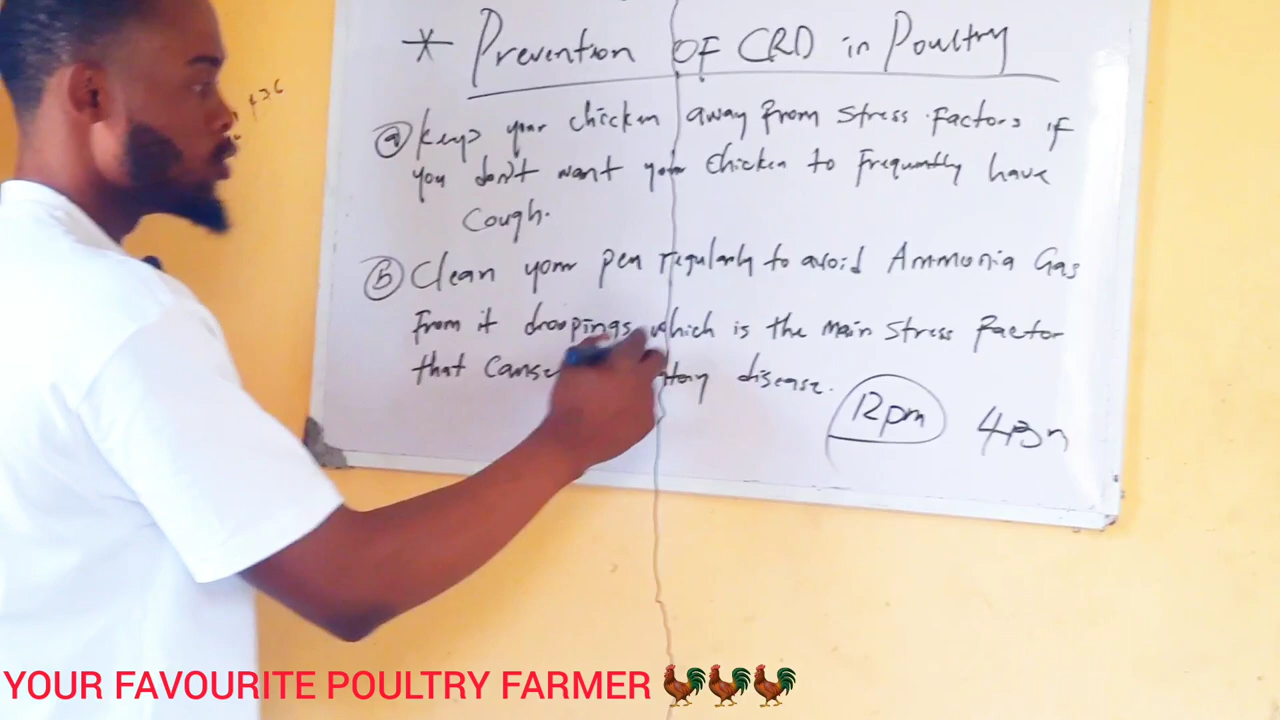 * Prevention OF CRD in Poultry
(a) Keep your chicken away from stress factors if
you don't want your chicken to frequently have
cough.
(b) Clean your pen regularly to avoid Ammonia Gas
From it droppings which is the main stress factor
that cause disease.
12pm
YOUR FAVOURITE POULTRY FARMER 🐓🐓🐓